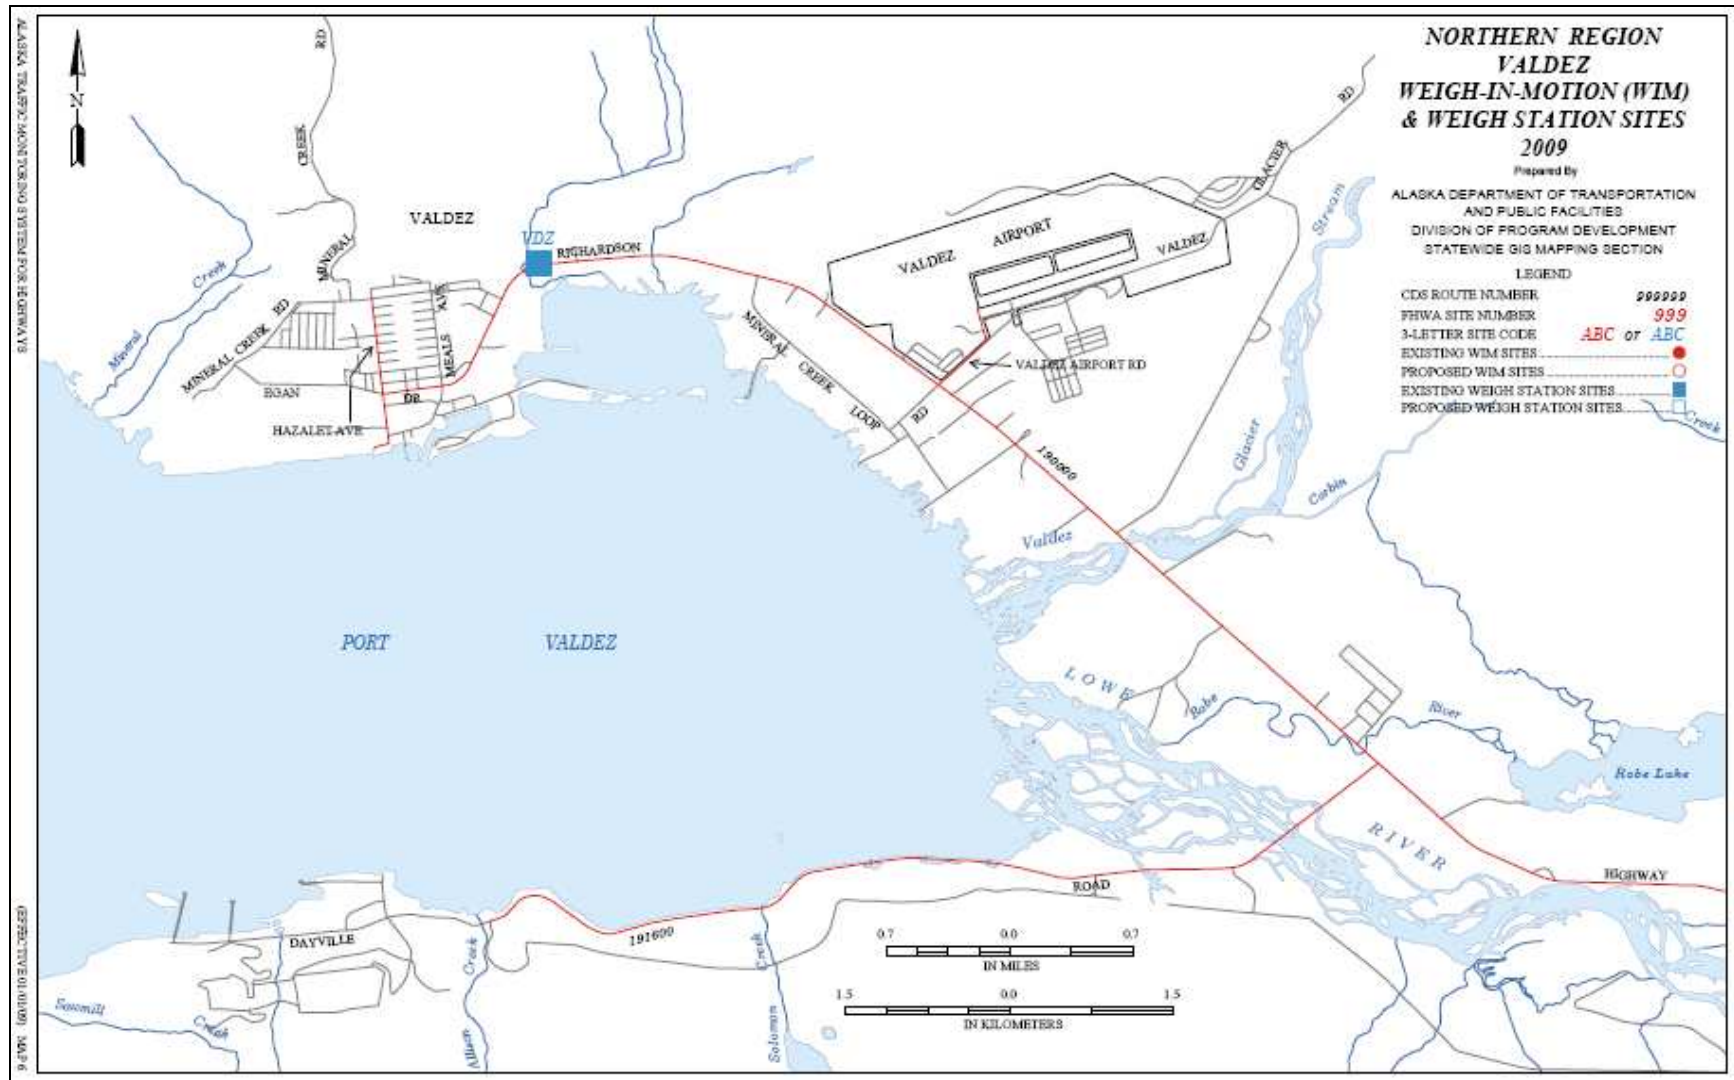 NORTHERN REGION
VALDEZ
WEIGH-IN-MOTION (WIM)
& WEIGH STATION SITES
2009
Prepared By
ALASKA DEPARTMENT OF TRANSPORTATION
AND PUBLIC FACILITIES
DIVISION OF PROGRAM DEVELOPMENT
STATEWIDE GIS MAPPING SECTION
LEGEND
CDS ROUTE NUMBER 999999
FHWA SITE NUMBER 999
3-LETTER SITE CODE ABC or ABC
EXISTING WIM SITES
PROPOSED WIM SITES
EXISTING WEIGH STATION SITES
PROPOSED WEIGH STATION SITES
ALASKA TRAFFIC MONITORING SYSTEM FOR HIGHWAYS
(EFFECTIVE 01/01/09) MAP 6
N
MINERAL CREEK RD
VALDEZ
VDZ
RICHARDSON
VALDEZ AIRPORT
VALDEZ GLACIER RD
Mineral Creek
MINERAL CREEK RD
MEALS AVE
EGAN DR
HAZALET AVE
MINERAL CREEK LOOP RD
VALDEZ AIRPORT RD
190000
Valdez Glacier Stream
Corbin Creek
PORT VALDEZ
LOWE RIVER
Robe River
Robe Lake
HIGHWAY
DAYVILLE ROAD
191600
Sawmill Creek
Allison Creek
Solomon Creek
0.7 0.0 0.7
IN MILES
1.5 0.0 1.5
IN KILOMETERS